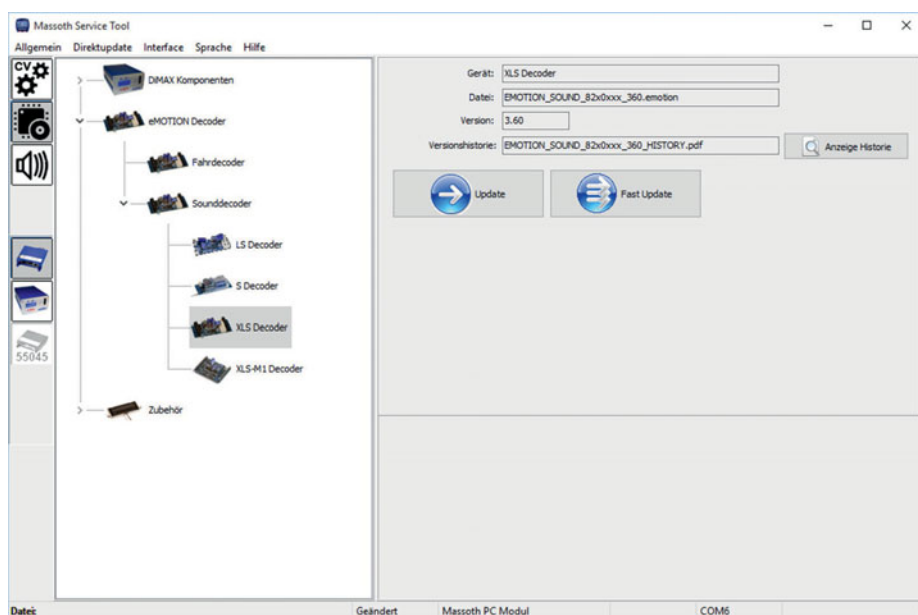 Massoth Service Tool
Allgemein Direktupdate Interface Sprache Hilfe
CV
55045
DiMAX Komponenten
eMOTION Decoder
Fahrdecoder
Sounddecoder
LS Decoder
S Decoder
XLS Decoder
XLS-M1 Decoder
Zubehör
Gerät: XLS Decoder
Datei: EMOTION_SOUND_82x0xxx_360.emotion
Version: 3.60
Versionshistorie: EMOTION_SOUND_82x0xxx_360_HISTORY.pdf Anzeige Historie
Update Fast Update
Datei: Geändert Massoth PC Modul COM6